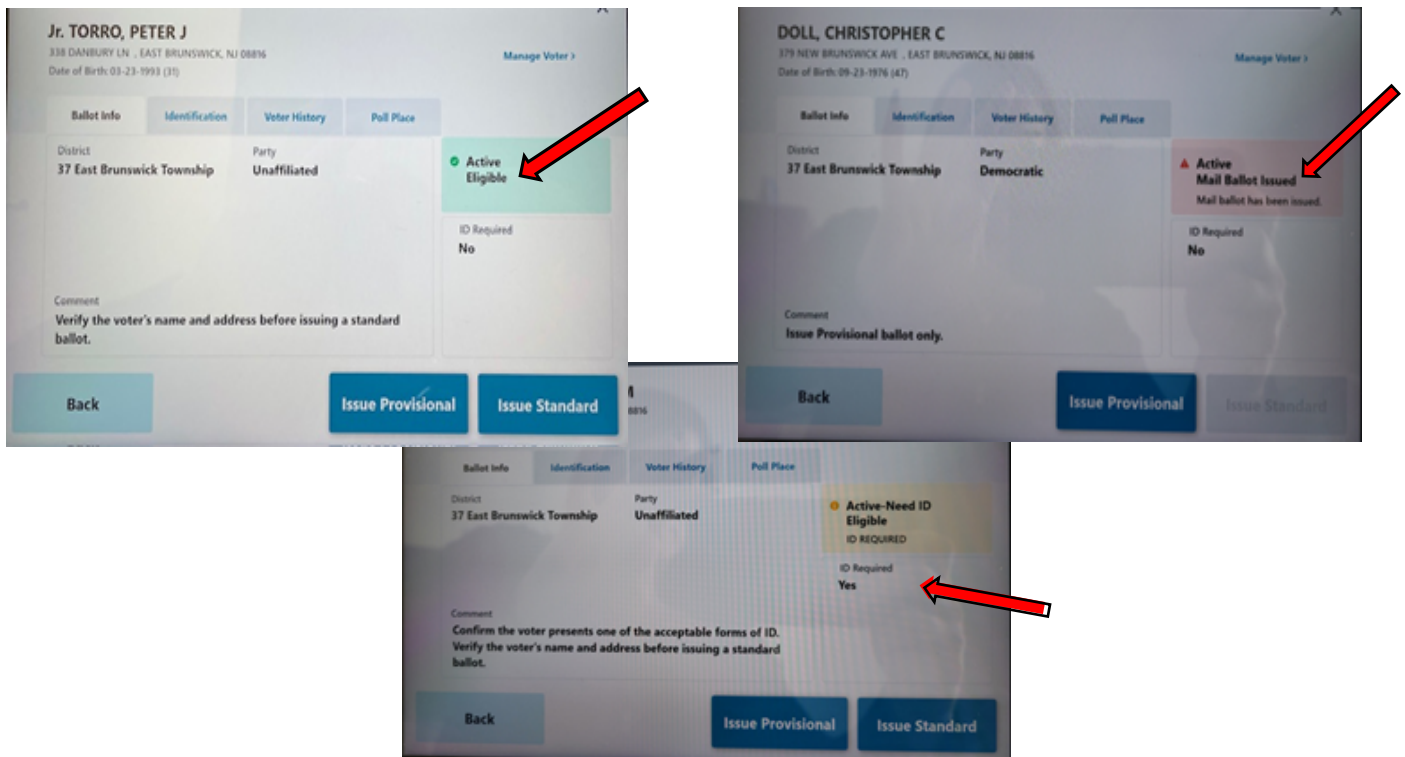 Jr. TORRO, PETER J
338 DANBURY LN , EAST BRUNSWICK, NJ 08816
Date of Birth: 03-23-1993 (31)
Manage Voter >
Ballot Info Identification Voter History Poll Place
District Party
37 East Brunswick Township Unaffiliated
Active
Eligible
ID Required
No
Comment
Verify the voter's name and address before issuing a standard
ballot.
Back Issue Provisional Issue Standard
DOLL, CHRISTOPHER C
379 NEW BRUNSWICK AVE , EAST BRUNSWICK, NJ 08816
Date of Birth: 09-23-1976 (47)
Manage Voter >
Ballot Info Identification Voter History Poll Place
District Party
37 East Brunswick Township Democratic
Active
Mail Ballot Issued
Mail ballot has been issued.
ID Required
No
Comment
Issue Provisional ballot only.
Back Issue Provisional Issue Standard
8816
Ballot Info Identification Voter History Poll Place
District Party
37 East Brunswick Township Unaffiliated
Active-Need ID
Eligible
ID REQUIRED
ID Required
Yes
Comment
Confirm the voter presents one of the acceptable forms of ID.
Verify the voter's name and address before issuing a standard
ballot.
Back Issue Provisional Issue Standard